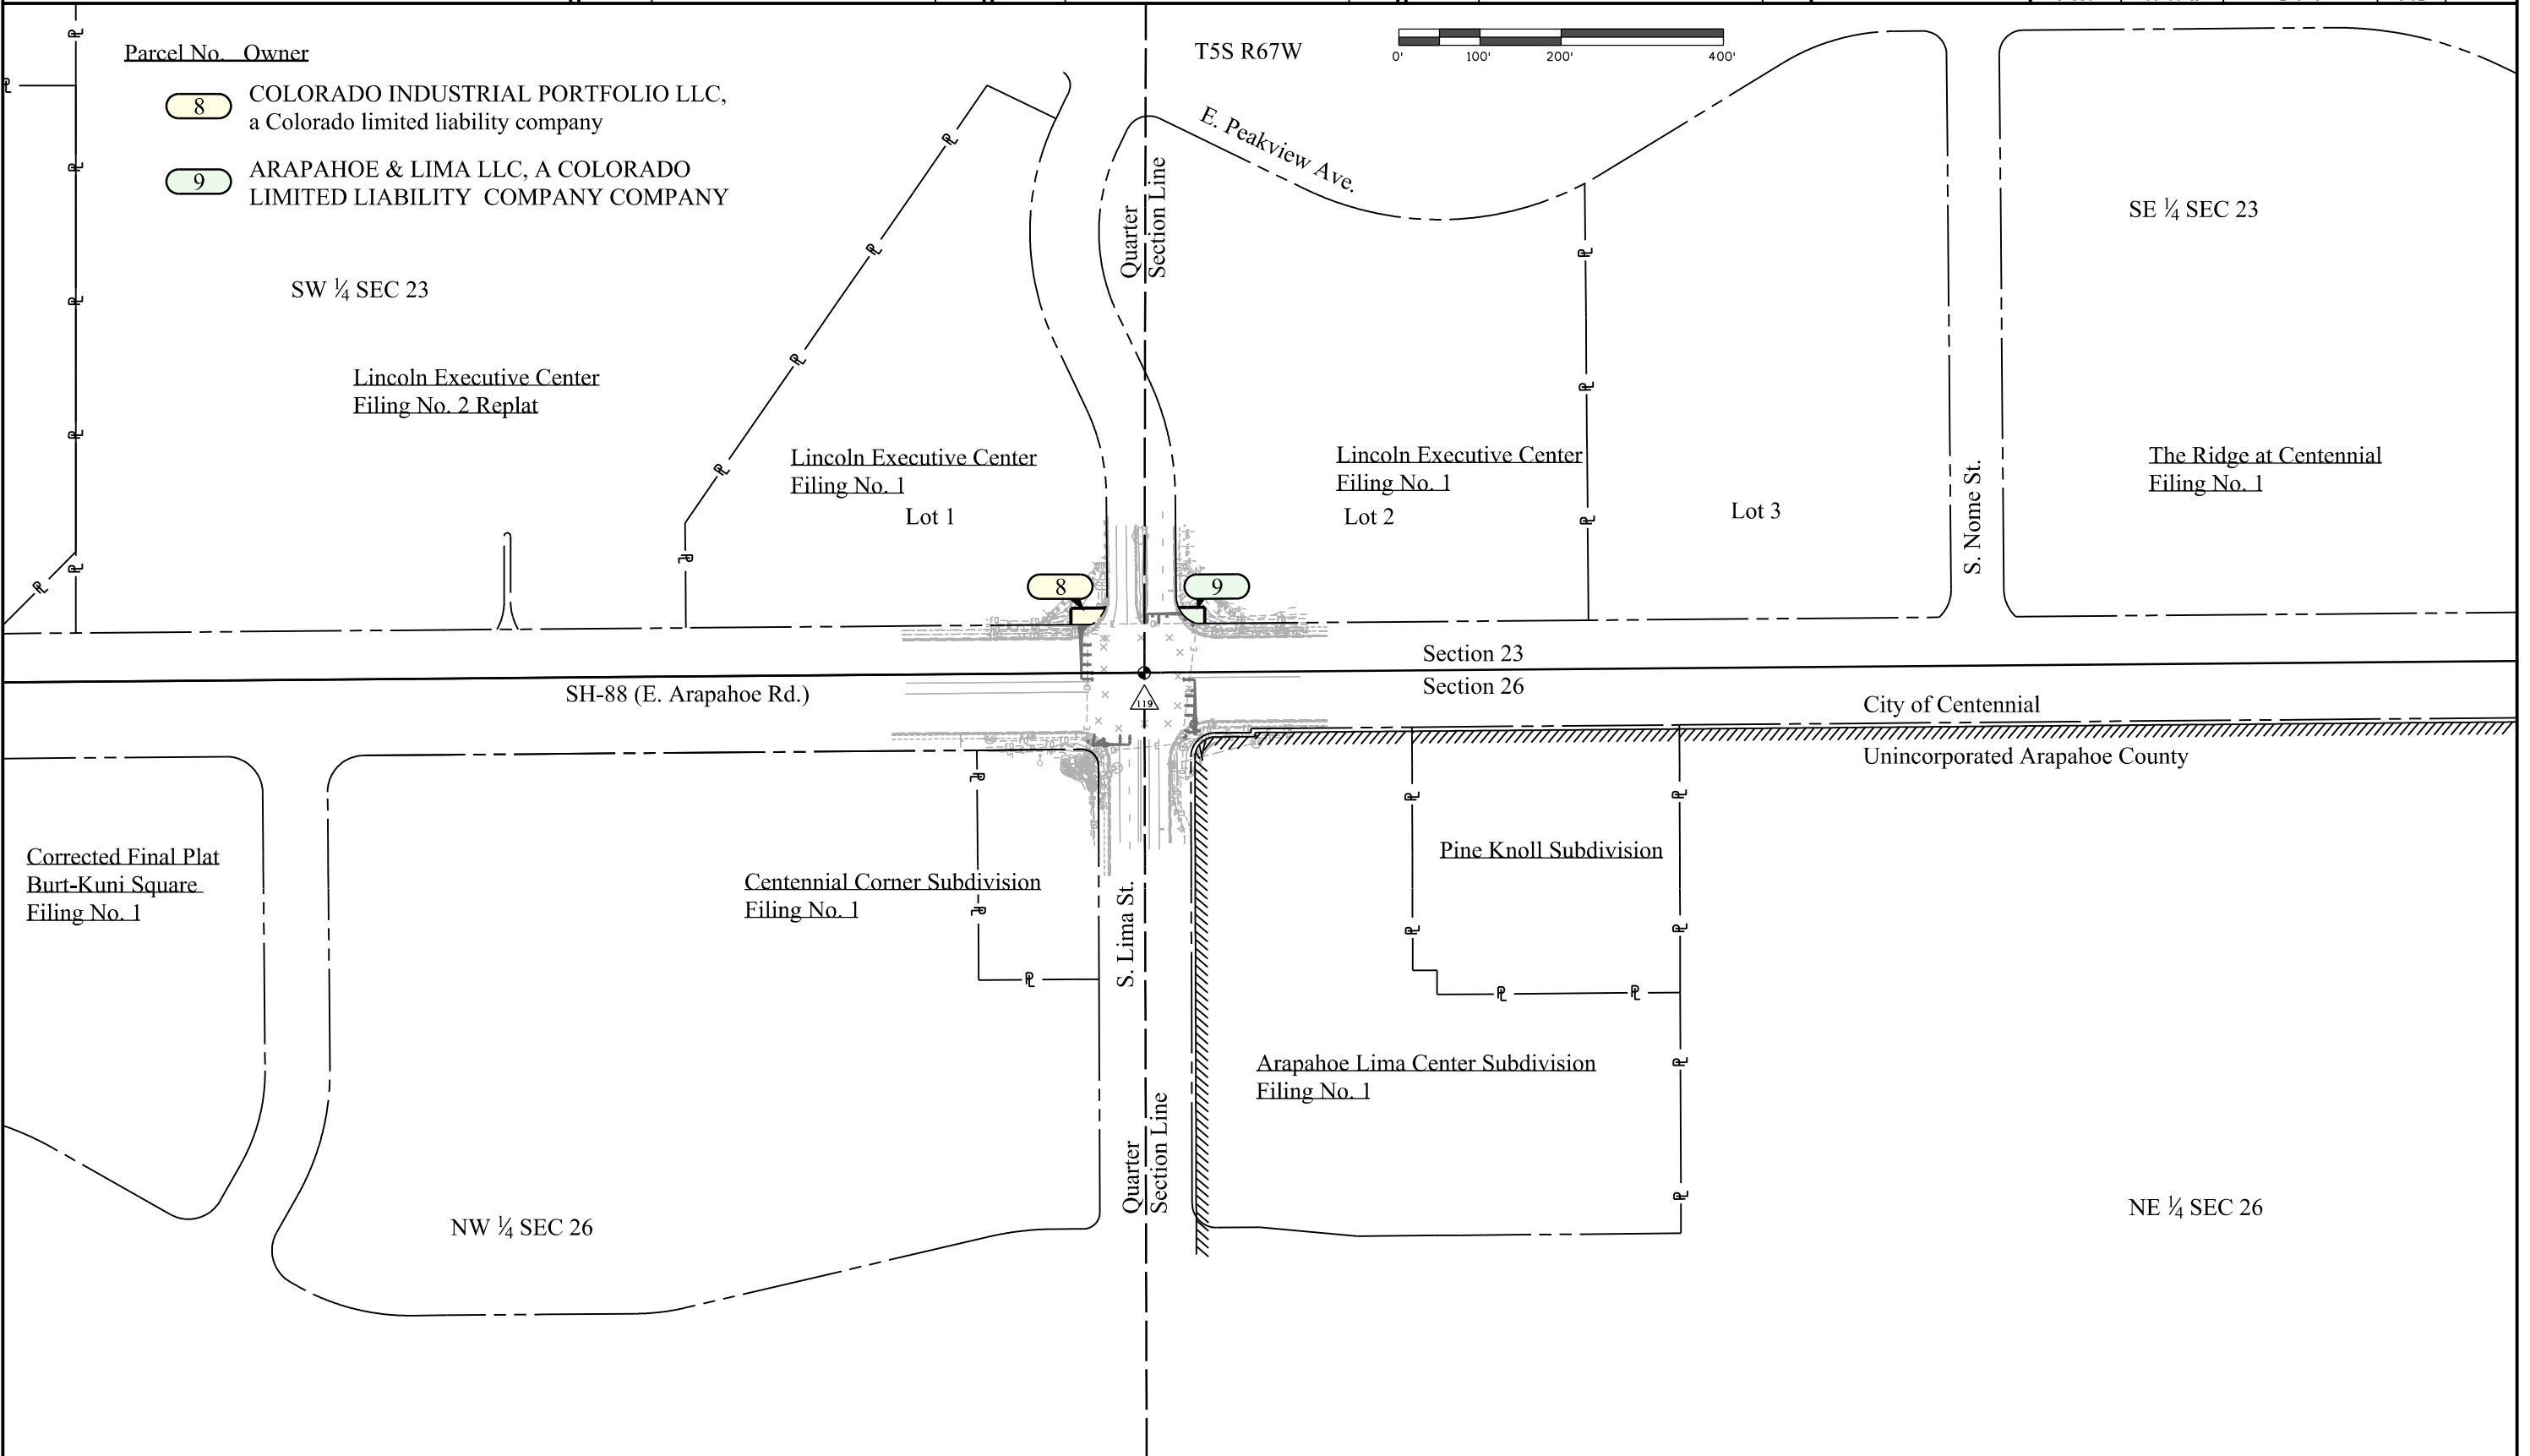 Parcel No. Owner
8 COLORADO INDUSTRIAL PORTFOLIO LLC,
a Colorado limited liability company
9 ARAPAHOE & LIMA LLC, A COLORADO
LIMITED LIABILITY COMPANY COMPANY
T5S R67W
0' 100' 200' 400'
E. Peakview Ave.
Quarter
Section Line
SW ¼ SEC 23
SE ¼ SEC 23
Lincoln Executive Center
Filing No. 2 Replat
Lincoln Executive Center
Filing No. 1
Lot 1
Lincoln Executive Center
Filing No. 1
Lot 2
Lot 3
S. Nome St.
The Ridge at Centennial
Filing No. 1
8
9
Section 23
Section 26
SH-88 (E. Arapahoe Rd.)
119
City of Centennial
Unincorporated Arapahoe County
Corrected Final Plat
Burt-Kuni Square
Filing No. 1
Centennial Corner Subdivision
Filing No. 1
S. Lima St.
Pine Knoll Subdivision
Arapahoe Lima Center Subdivision
Filing No. 1
Quarter
Section Line
NW ¼ SEC 26
NE ¼ SEC 26